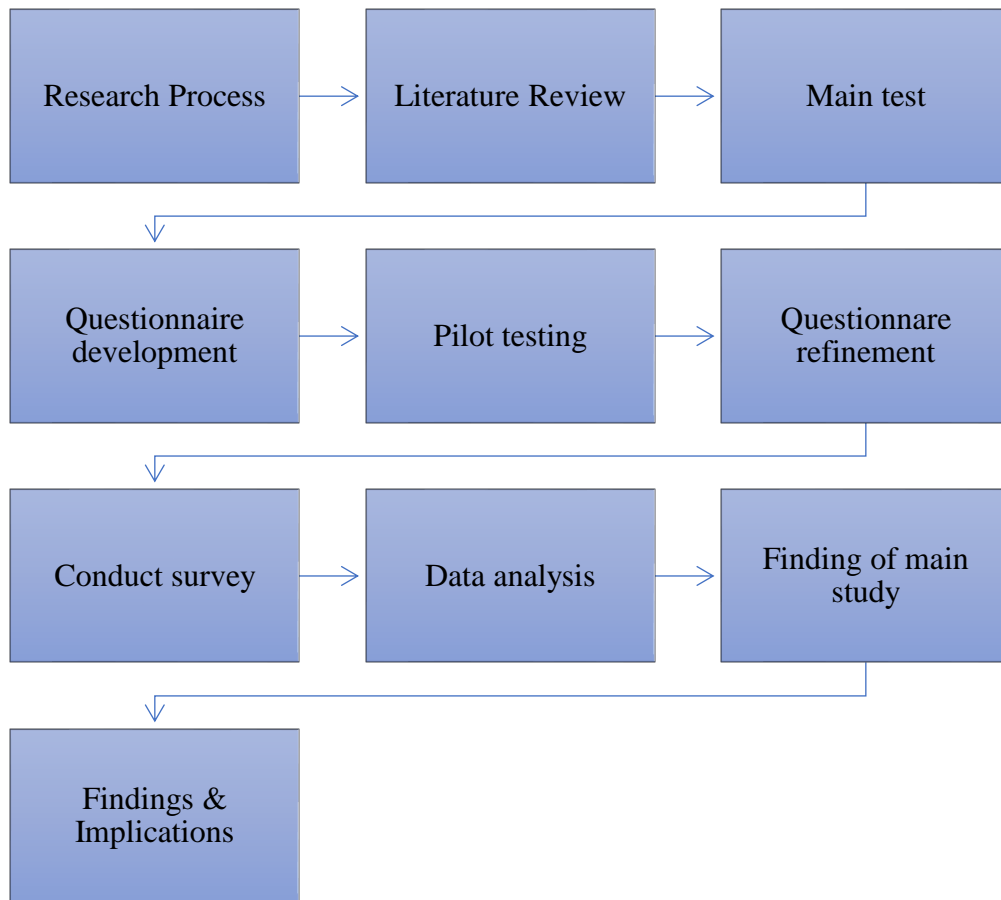 Research Process
Literature Review
Main test
Questionnaire
development
Pilot testing
Questionnare
refinement
Conduct survey
Data analysis
Finding of main
study
Findings &
Implications